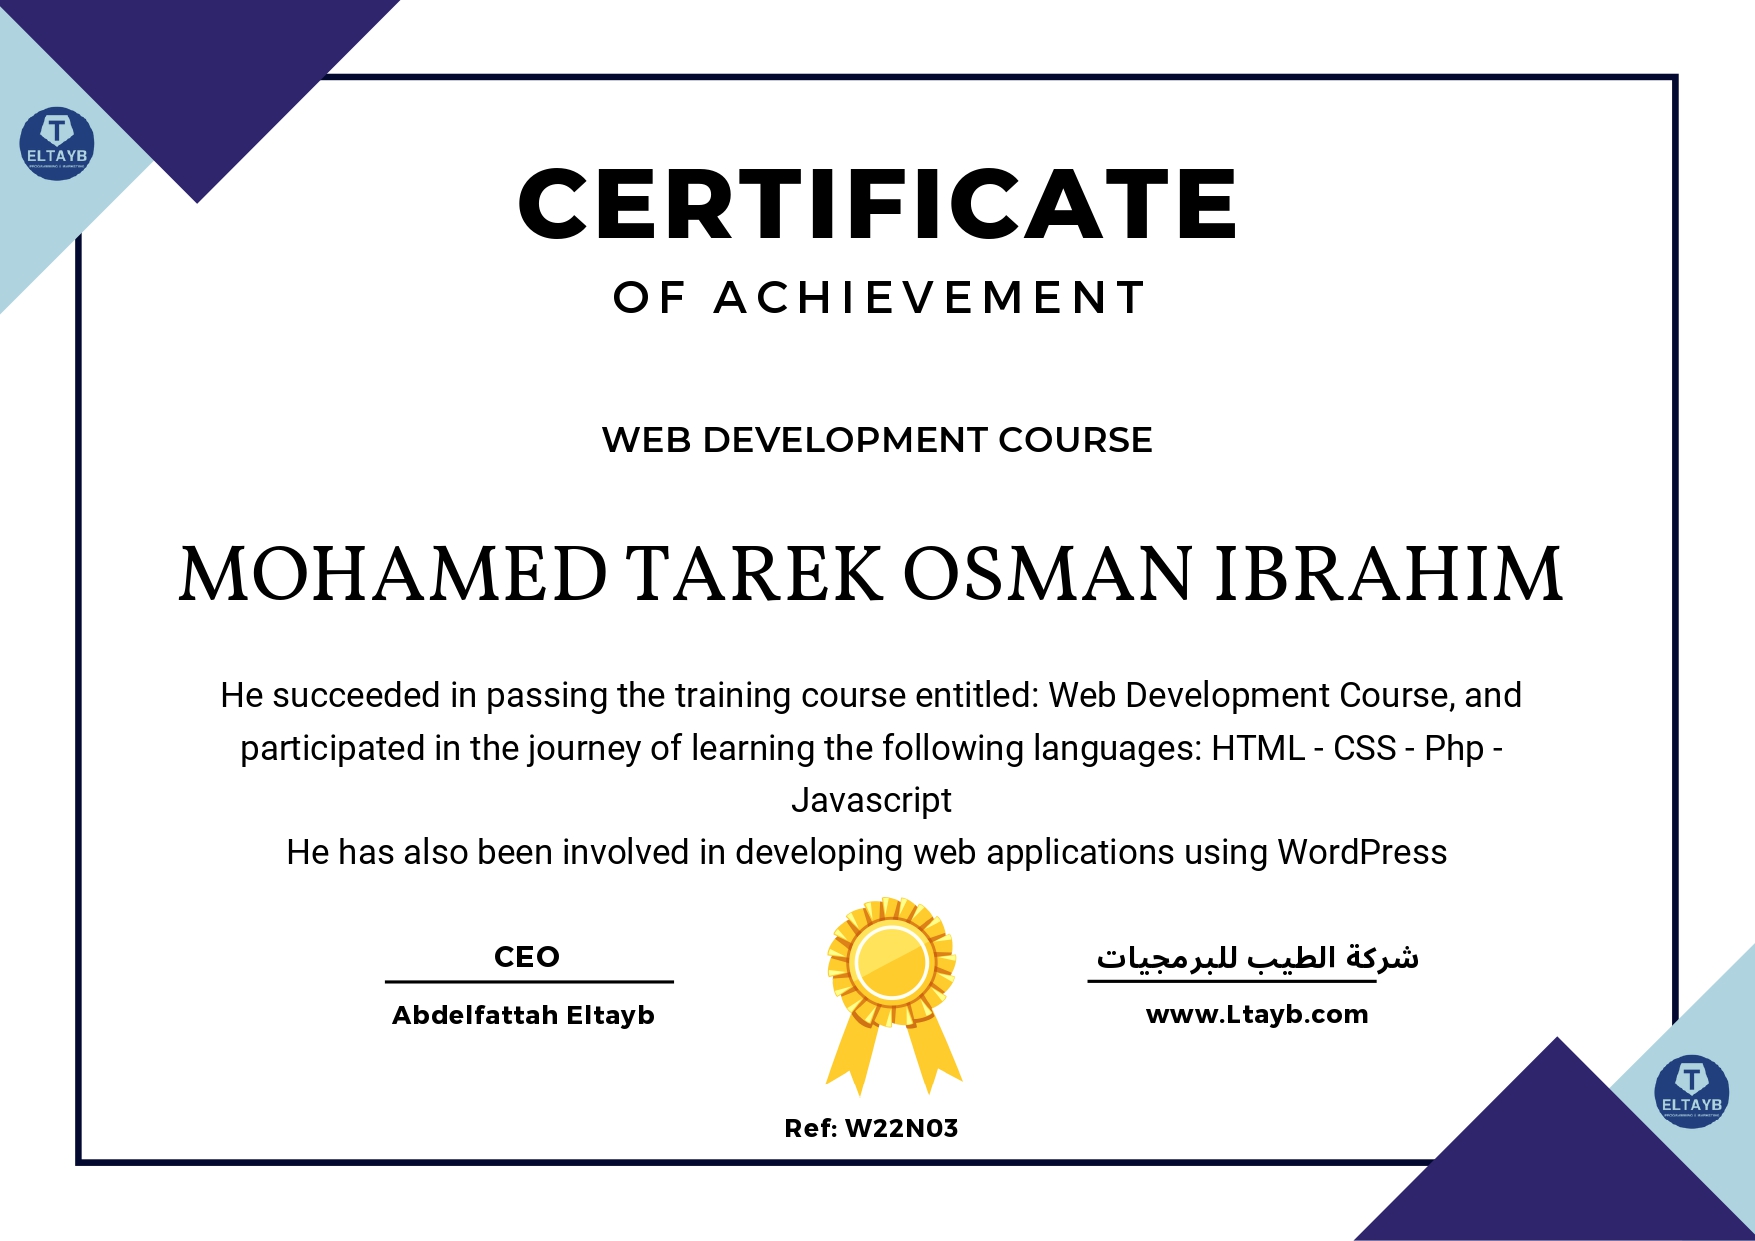 T
ELTAYB
CERTIFICATE
OF ACHIEVEMENT
WEB DEVELOPMENT COURSE
MOHAMED TAREK OSMAN IBRAHIM
He succeeded in passing the training course entitled: Web Development Course, and
participated in the journey of learning the following languages: HTML - CSS - Php -
Javascript
He has also been involved in developing web applications using WordPress
CEO
Abdelfattah Eltayb
شركة الطيب للبرمجيات
www.Ltayb.com
Ref: W22N03
T
ELTAYB